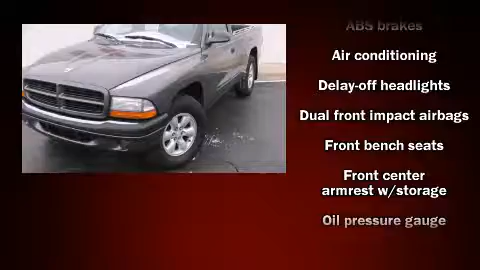 ABS brakes
Air conditioning
Delay-off headlights
Dual front impact airbags
Front bench seats
Front center
armrest w/storage
Oil pressure gauge